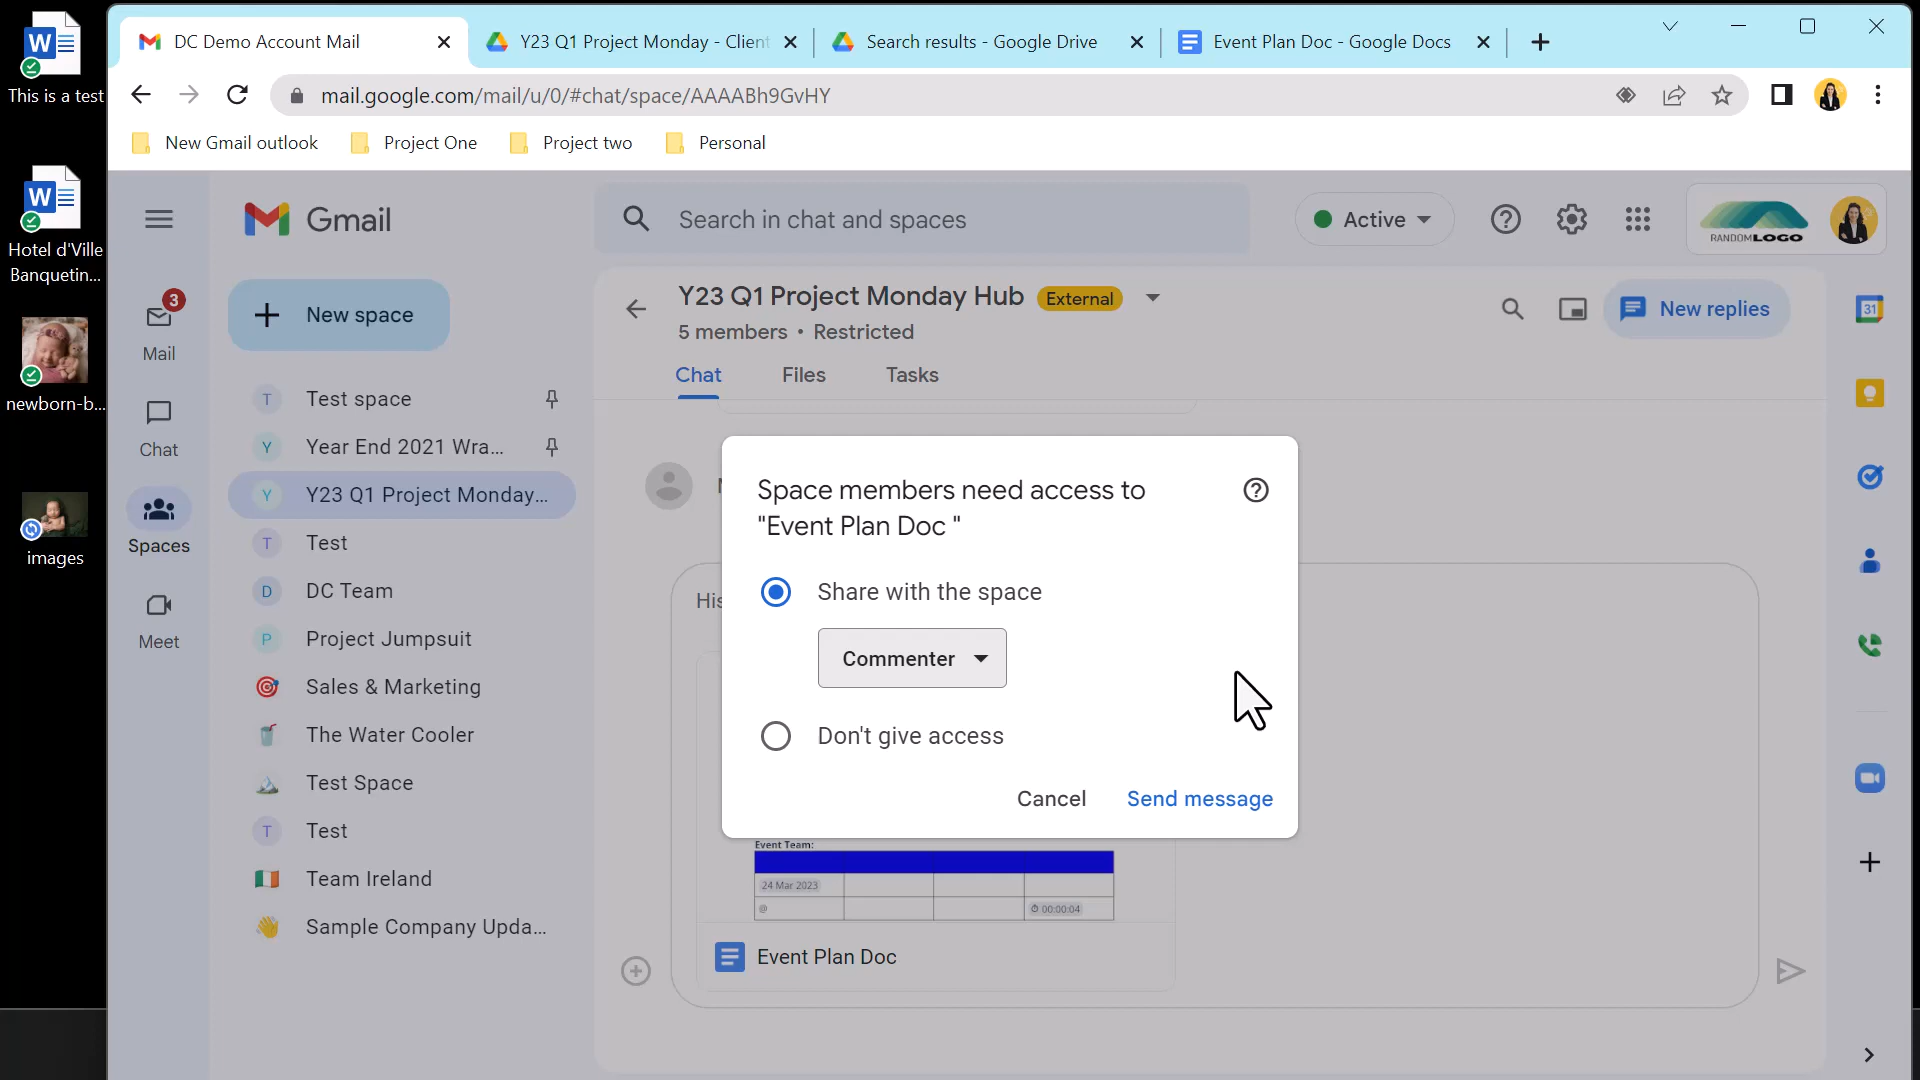 This is a test
Hotel d'Ville
Banquetin...
newborn-b...
images
DC Demo Account Mail
Y23 Q1 Project Monday - Client
Search results - Google Drive
Event Plan Doc - Google Docs
mail.google.com/mail/u/0/#chat/space/AAAABh9GvHY
New Gmail outlook
Project One
Project two
Personal
Gmail
Search in chat and spaces
Active
RANDOMLOGO
3
Mail
Chat
Spaces
Meet
New space
Test space
Year End 2021 Wra...
Y23 Q1 Project Monday...
Test
DC Team
Project Jumpsuit
Sales & Marketing
The Water Cooler
Test Space
Test
Team Ireland
Sample Company Upda...
T
Y
Y
T
D
P
T
Y23 Q1 Project Monday Hub
External
5 members • Restricted
New replies
Chat
Files
Tasks
Space members need access to
"Event Plan Doc "
Share with the space
Commenter
Don't give access
Cancel
Send message
His
Event Team:
24 Mar 2023
@
00:00:04
Event Plan Doc
31